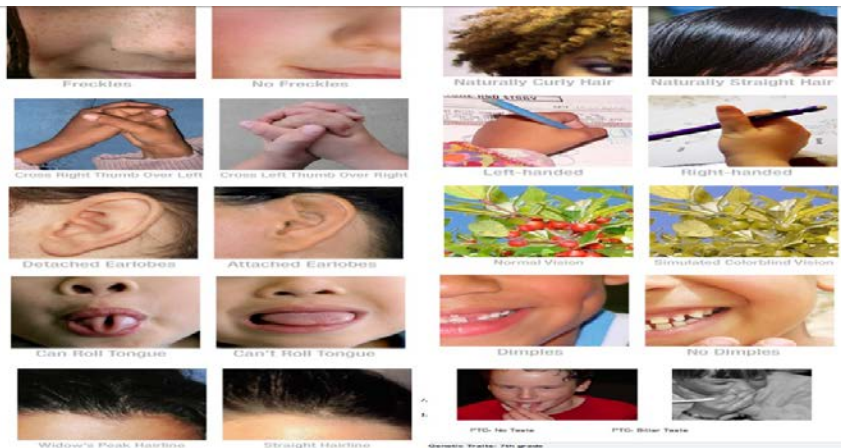 Freckles
No Freckles
Naturally Curly Hair
Naturally Straight Hair
Cross Right Thumb Over Left
Cross Left Thumb Over Right
Left-handed
Right-handed
Detached Earlobes
Attached Earlobes
Normal Vision
Simulated Colorblind Vision
Can Roll Tongue
Can't Roll Tongue
Dimples
No Dimples
Widow's Peak Hairline
Straight Hairline
PTC- No Taste
PTC- Bitter Taste
Genetic Traits- 7th grade